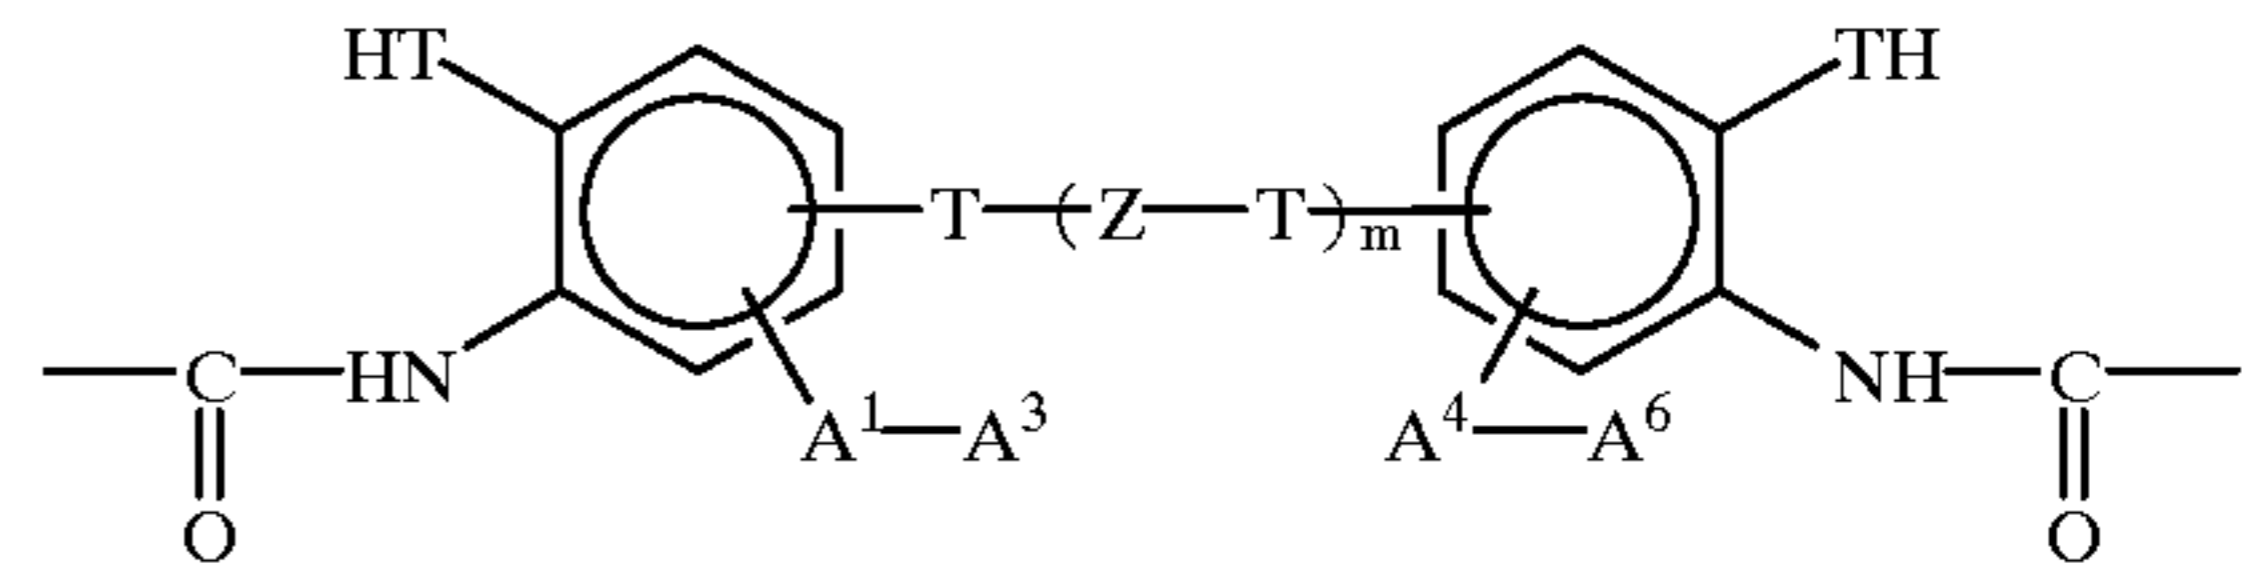 HT TH
T—(Z—T)m
C—HN NH—C
A¹—A³ A⁴—A⁶
O O